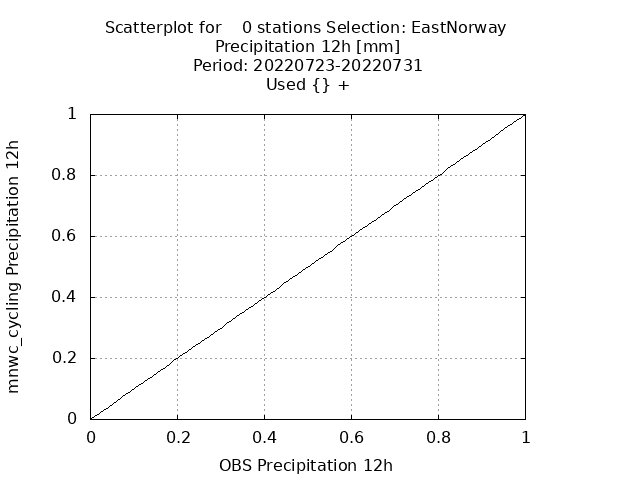 Scatterplot for    0 stations Selection: EastNorway
Precipitation 12h [mm]
Period: 20220723-20220731
Used {} +
1
0.8
0.6
0.4
0.2
0
mnwc_cycling Precipitation 12h
0 0.2 0.4 0.6 0.8 1
OBS Precipitation 12h